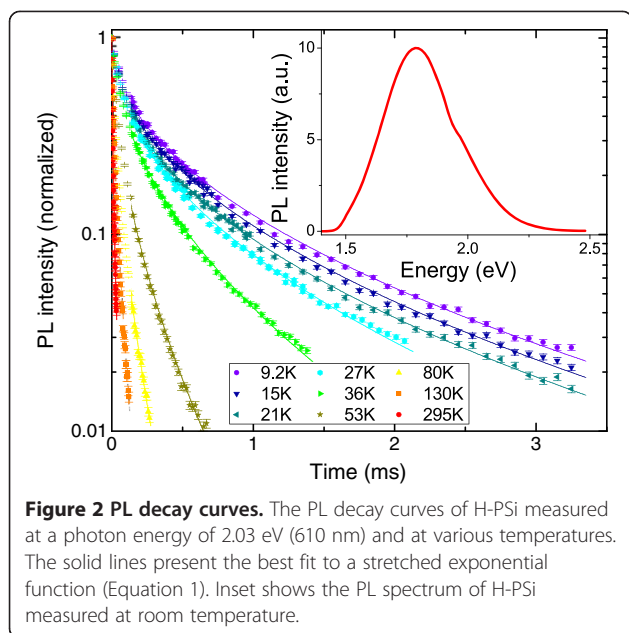 1
0.1
0.01
PL intensity (normalized)
0
1
2
3
Time (ms)
10
5
0
PL intensity (a.u.)
1.5
2.0
2.5
Energy (eV)
9.2K 27K 80K
15K 36K 130K
21K 53K 295K
Figure 2 PL decay curves. The PL decay curves of H-PSi measured
at a photon energy of 2.03 eV (610 nm) and at various temperatures.
The solid lines present the best fit to a stretched exponential
function (Equation 1). Inset shows the PL spectrum of H-PSi
measured at room temperature.